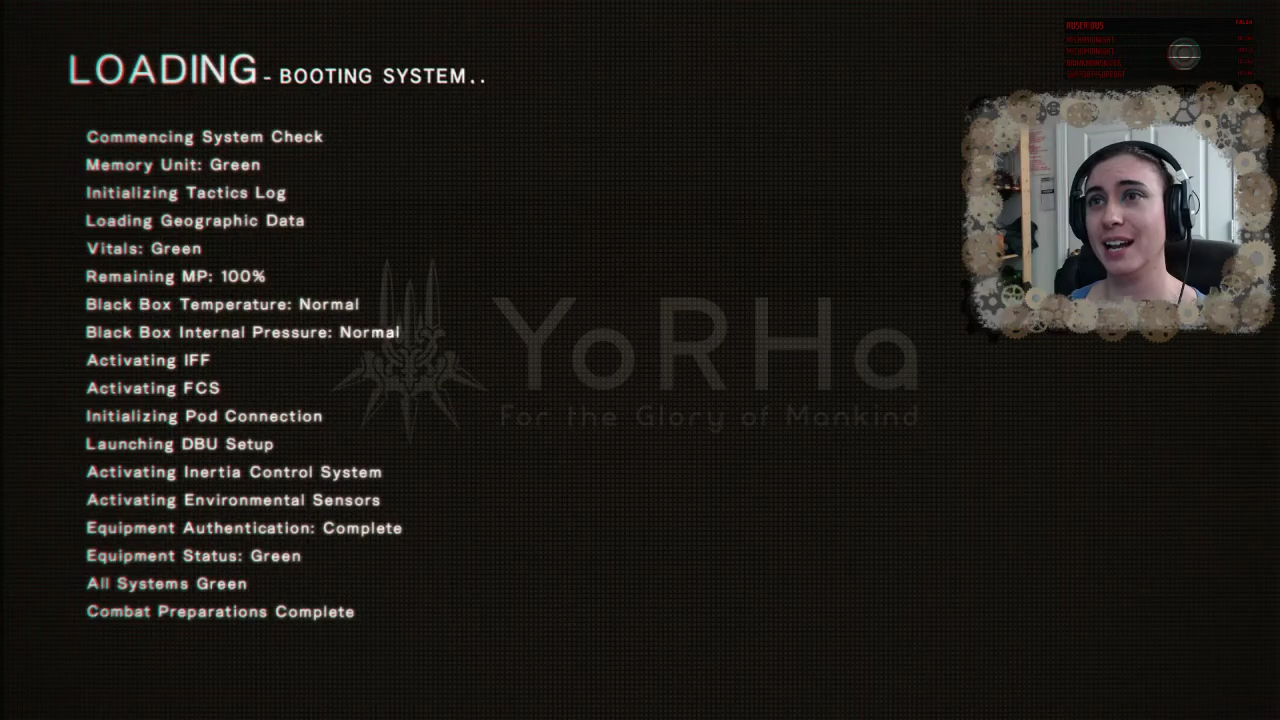 LOADING - BOOTING SYSTEM..
Commencing System Check
Memory Unit: Green
Initializing Tactics Log
Loading Geographic Data
Vitals: Green
Remaining MP: 100%
Black Box Temperature: Normal
Black Box Internal Pressure: Normal
Activating IFF
Activating FCS
Initializing Pod Connection
Launching DBU Setup
Activating Inertia Control System
Activating Environmental Sensors
Equipment Authentication: Complete
Equipment Status: Green
All Systems Green
Combat Preparations Complete
YoRHa
For the Glory of Mankind